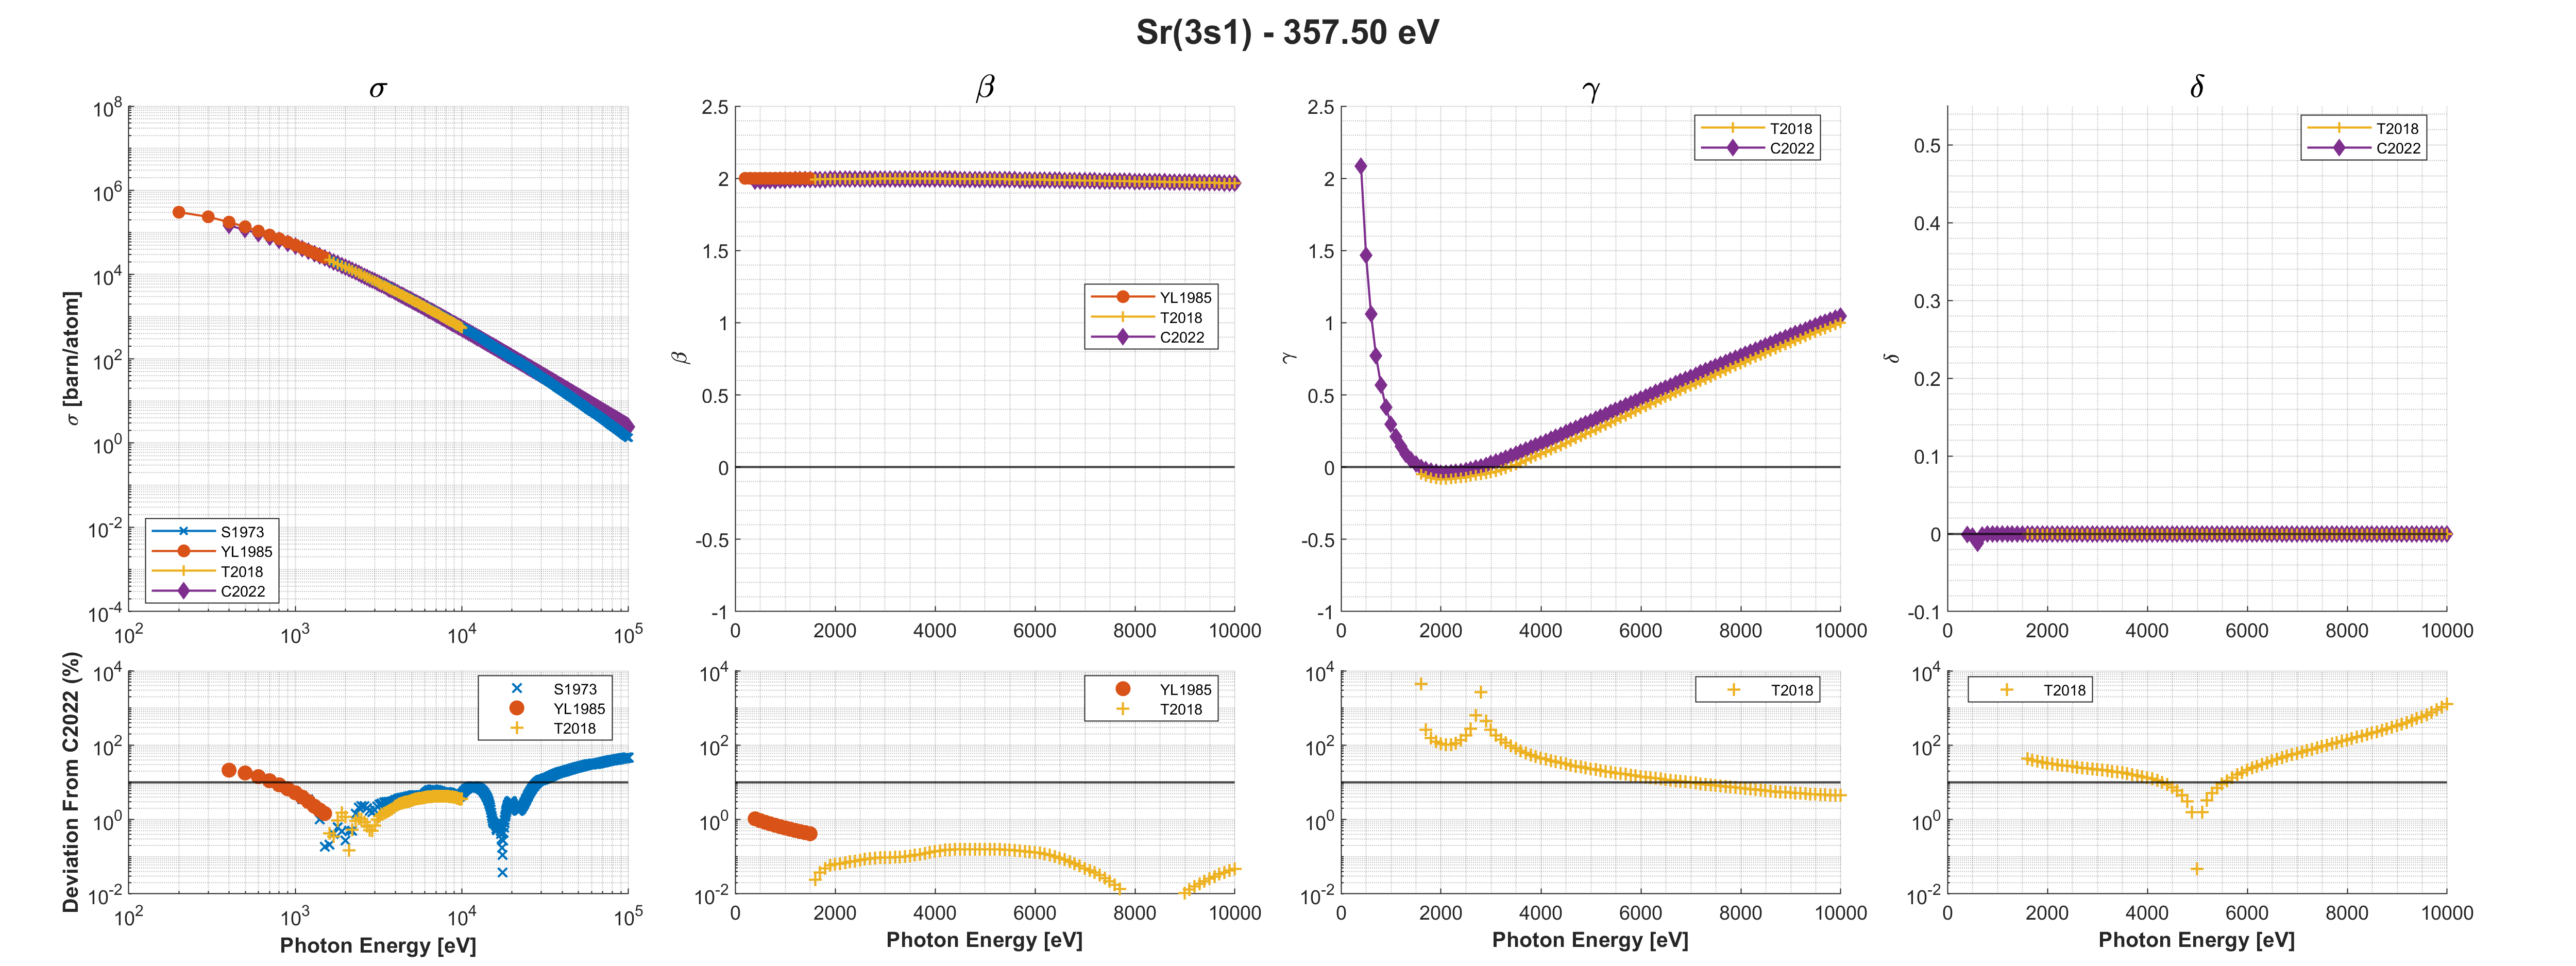 Sr(3s1) - 357.50 eV
σ
σ [barn/atom]
10^8
10^6
10^4
10^2
10^0
10^-2
10^-4
10^2 10^3 10^4 10^5
S1973
YL1985
T2018
C2022
β
β
2.5
2
1.5
1
0.5
0
-0.5
-1
0 2000 4000 6000 8000 10000
YL1985
T2018
C2022
γ
γ
2.5
2
1.5
1
0.5
0
-0.5
-1
0 2000 4000 6000 8000 10000
T2018
C2022
δ
δ
0.5
0.4
0.3
0.2
0.1
0
-0.1
0 2000 4000 6000 8000 10000
T2018
C2022
Deviation From C2022 (%)
10^4
10^2
10^0
10^-2
10^2 10^3 10^4 10^5
Photon Energy [eV]
S1973
YL1985
T2018
10^4
10^2
10^0
10^-2
0 2000 4000 6000 8000 10000
Photon Energy [eV]
YL1985
T2018
10^4
10^2
10^0
10^-2
0 2000 4000 6000 8000 10000
Photon Energy [eV]
T2018
10^4
10^2
10^0
10^-2
0 2000 4000 6000 8000 10000
Photon Energy [eV]
T2018